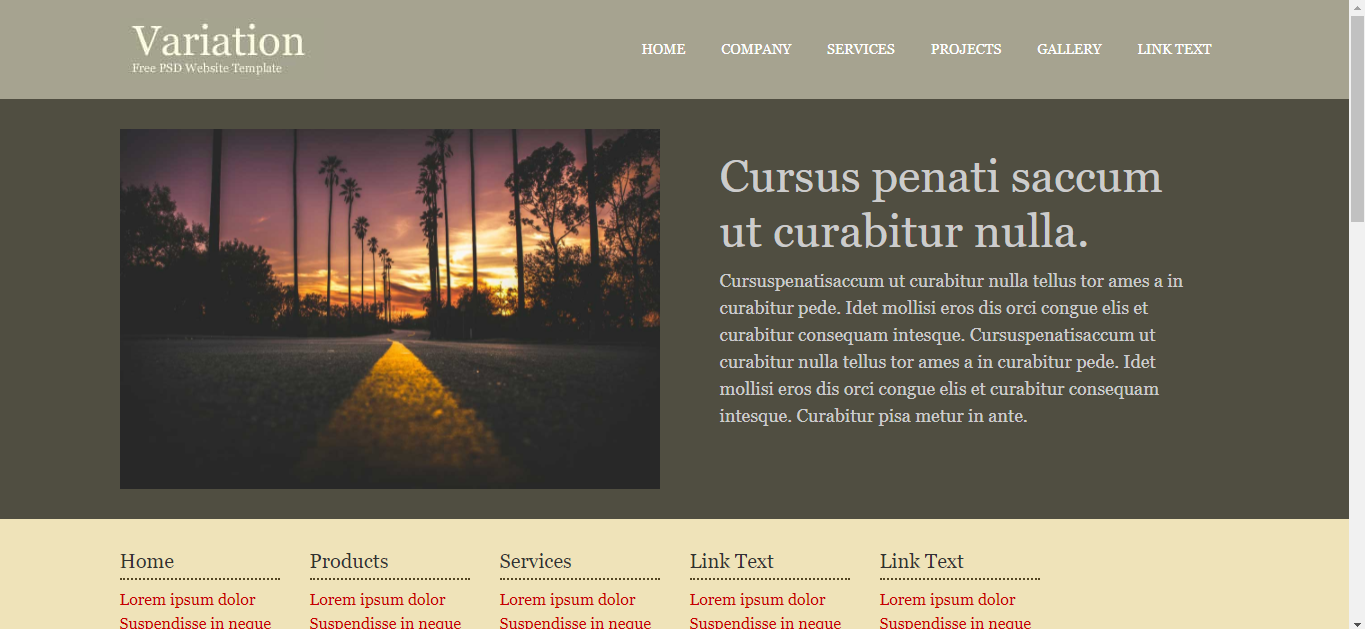 Variation
Free PSD Website Template
HOME COMPANY SERVICES PROJECTS GALLERY LINK TEXT
Cursus penati saccum
ut curabitur nulla.
Cursuspenatisaccum ut curabitur nulla tellus tor ames a in
curabitur pede. Idet mollisi eros dis orci congue elis et
curabitur consequam intesque. Cursuspenatisaccum ut
curabitur nulla tellus tor ames a in curabitur pede. Idet
mollisi eros dis orci congue elis et curabitur consequam
intesque. Curabitur pisa metur in ante.
Home
Lorem ipsum dolor
Suspendisse in neque
Products
Lorem ipsum dolor
Suspendisse in neque
Services
Lorem ipsum dolor
Suspendisse in neque
Link Text
Lorem ipsum dolor
Suspendisse in neque
Link Text
Lorem ipsum dolor
Suspendisse in neque